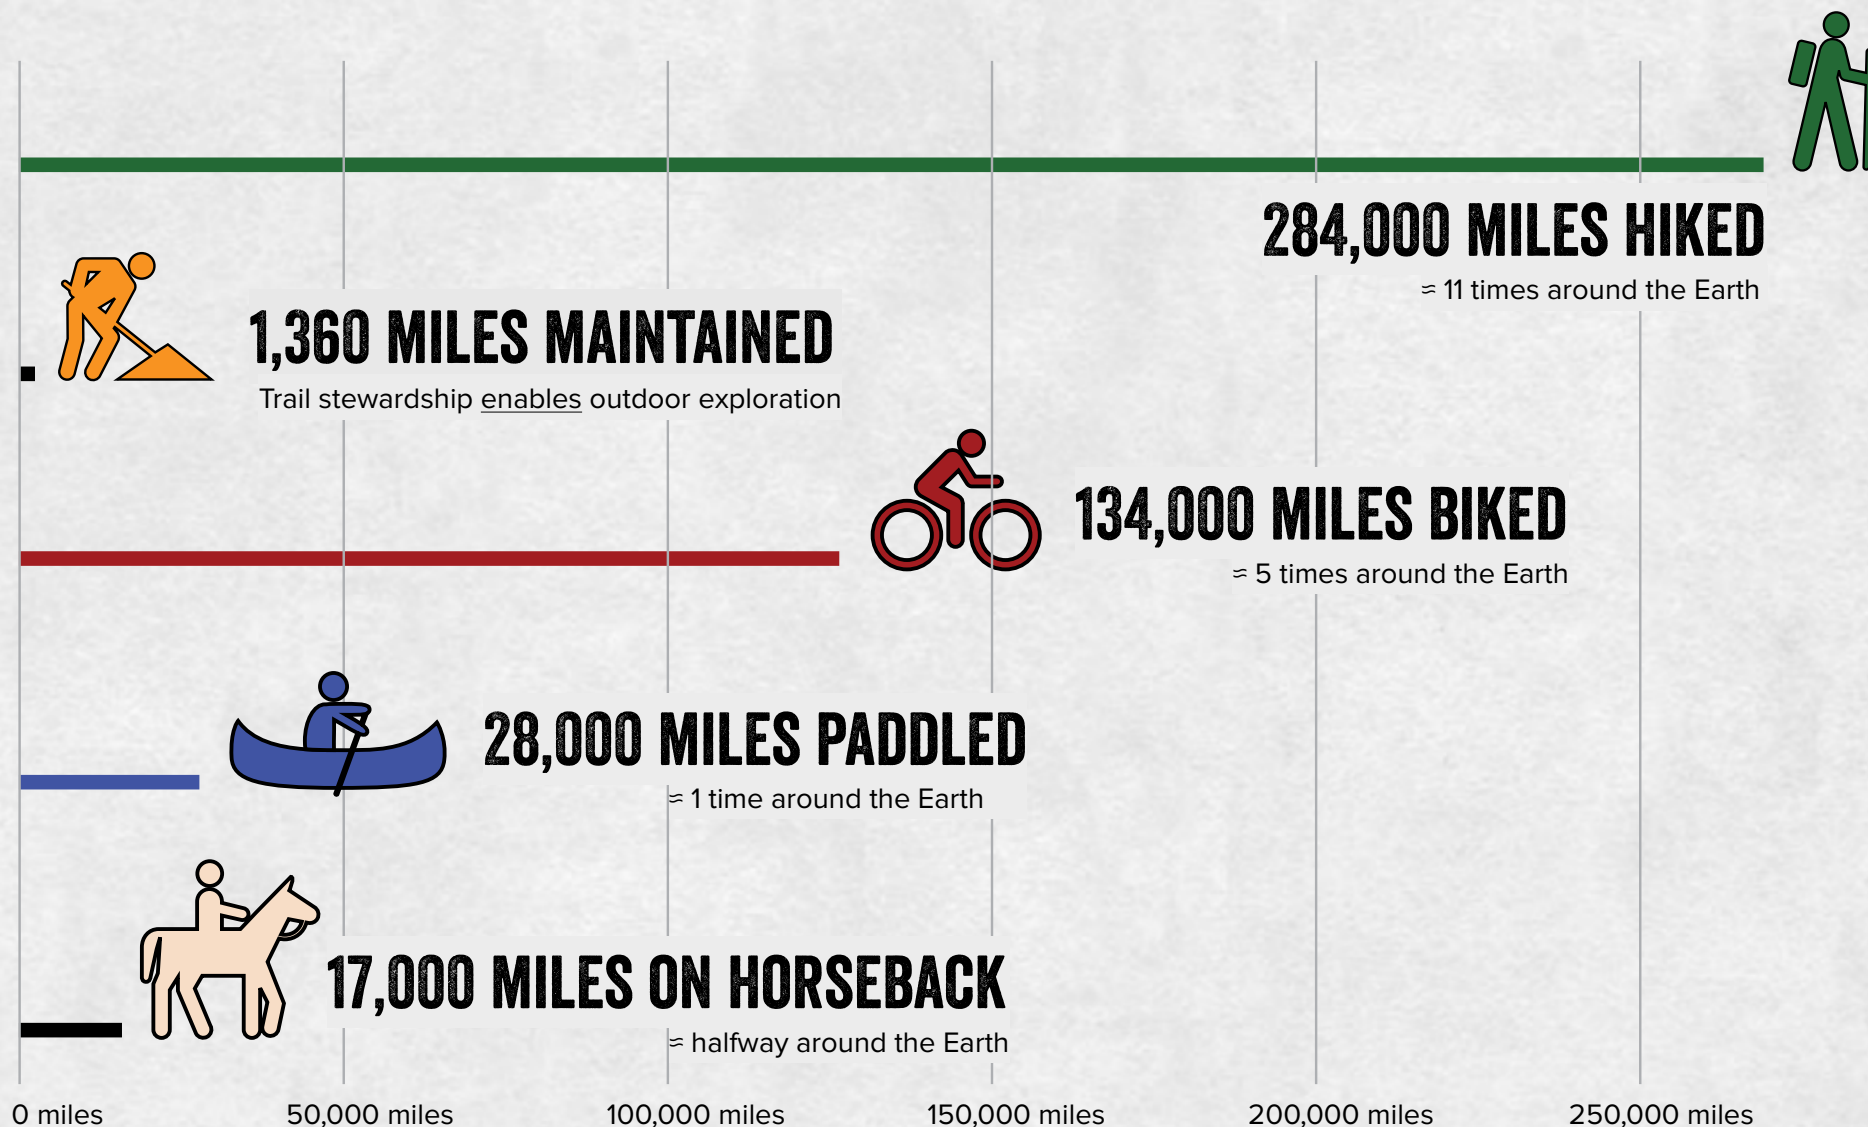 284,000 MILES HIKED
≈ 11 times around the Earth
1,360 MILES MAINTAINED
Trail stewardship enables outdoor exploration
134,000 MILES BIKED
≈ 5 times around the Earth
28,000 MILES PADDLED
≈ 1 time around the Earth
17,000 MILES ON HORSEBACK
≈ halfway around the Earth
0 miles 50,000 miles 100,000 miles 150,000 miles 200,000 miles 250,000 miles